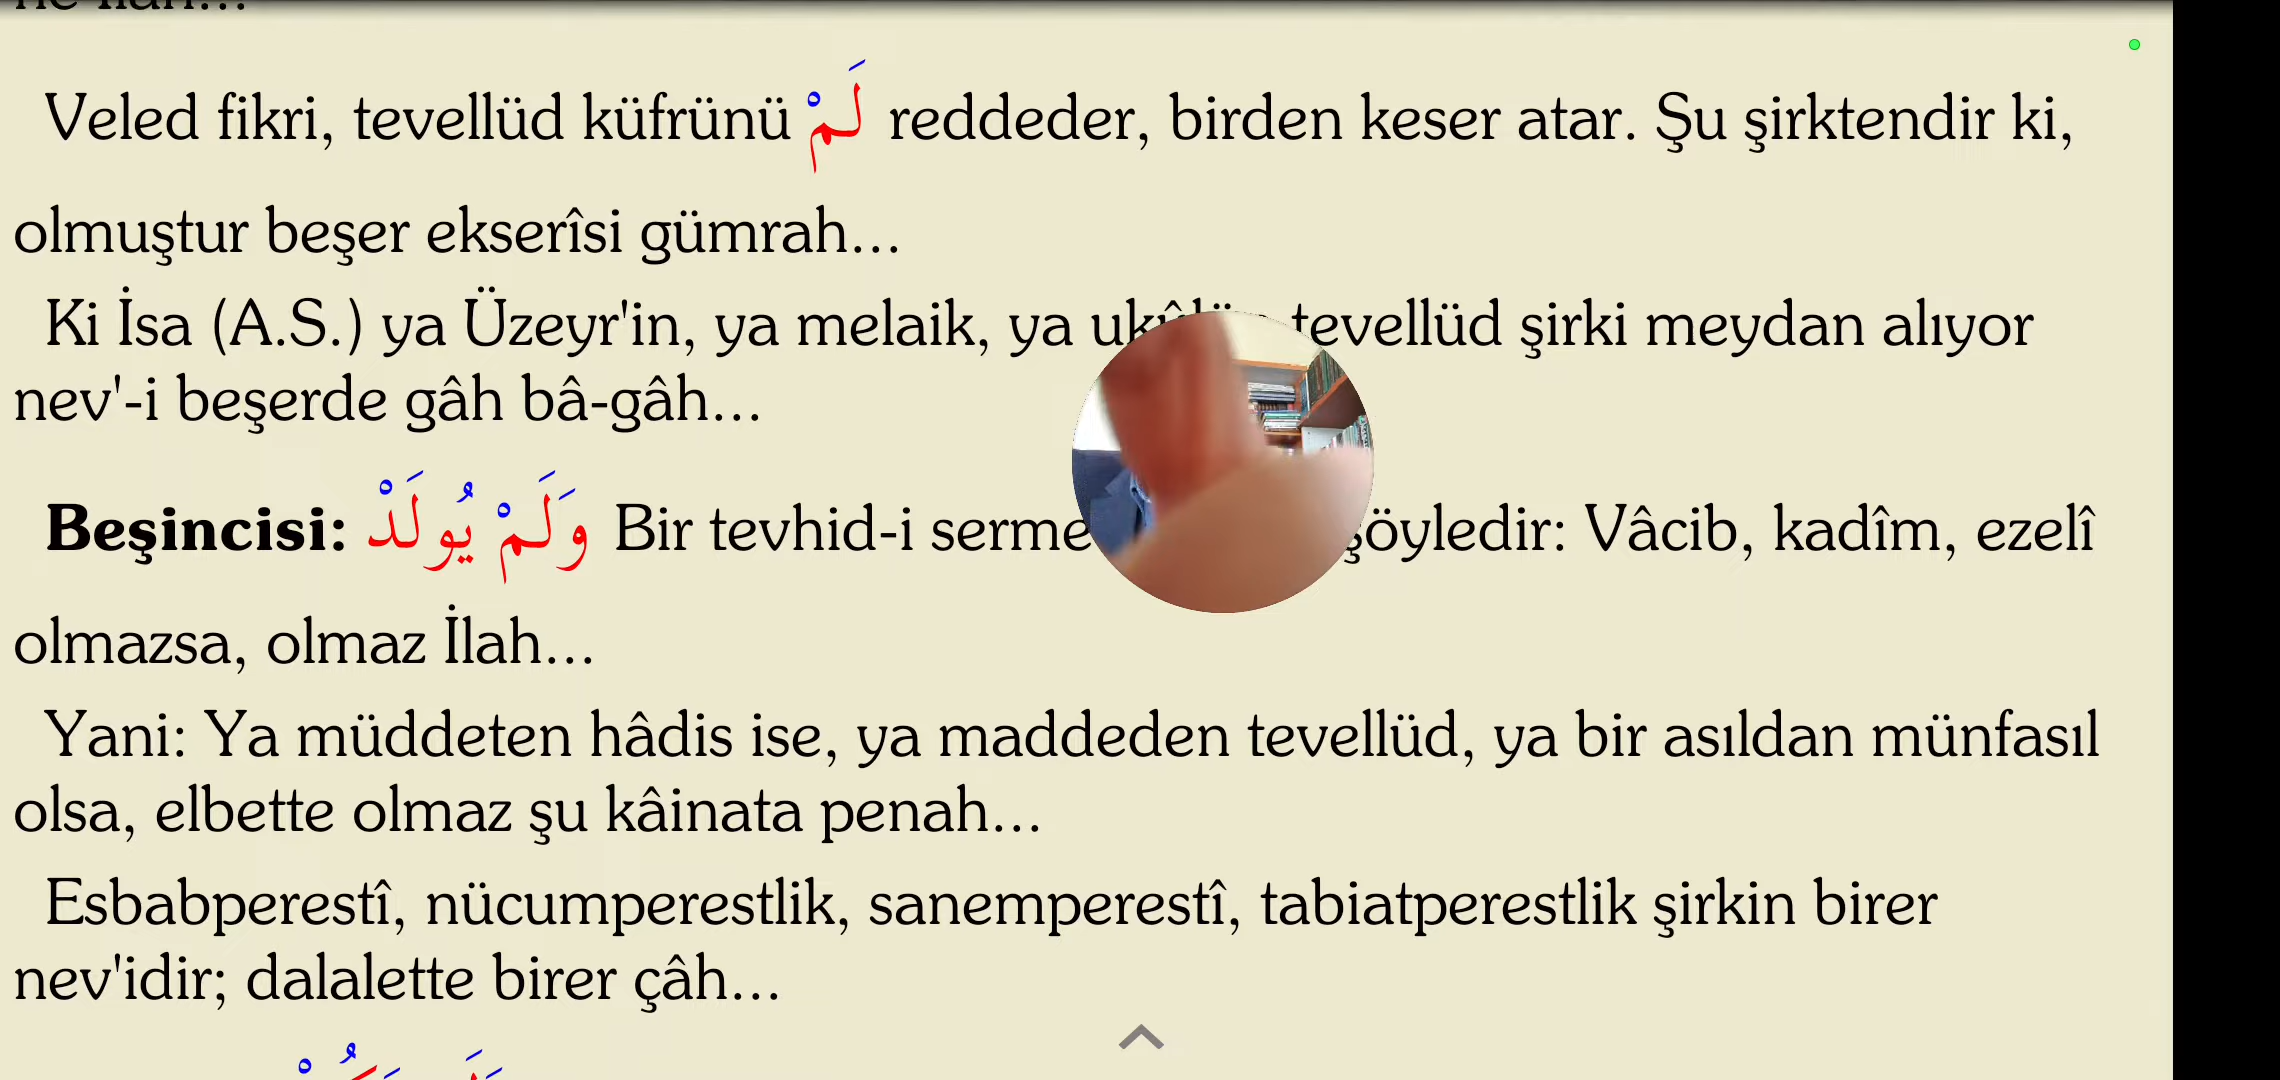 Veled fikri, tevellüd küfrünü لَمْ reddeder, birden keser atar. Şu şirktendir ki,
olmuştur beşer ekserîsi gümrah...
Ki İsa (A.S.) ya Üzeyr'in, ya melaik, ya tevellüd şirki meydan alıyor
nev'-i beşerde gâh bâ-gâh...
Beşincisi: وَلَمْ يُولَدْ Bir tevhid-i şöyledir: Vâcib, kadîm, ezelî
olmazsa, olmaz İlah...
Yani: Ya müddeten hâdis ise, ya maddeden tevellüd, ya bir asıldan münfasıl
olsa, elbette olmaz şu kâinata penah...
Esbabperestî, nücumperestlik, sanemperestî, tabiatperestlik şirkin birer
nev'idir; dalalette birer çâh...